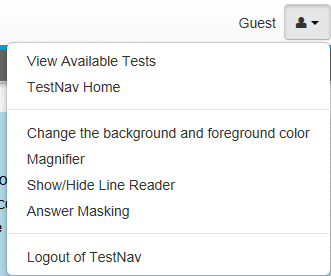 Guest
View Available Tests
TestNav Home
Change the background and foreground color
Magnifier
Show/Hide Line Reader
Answer Masking
Logout of TestNav